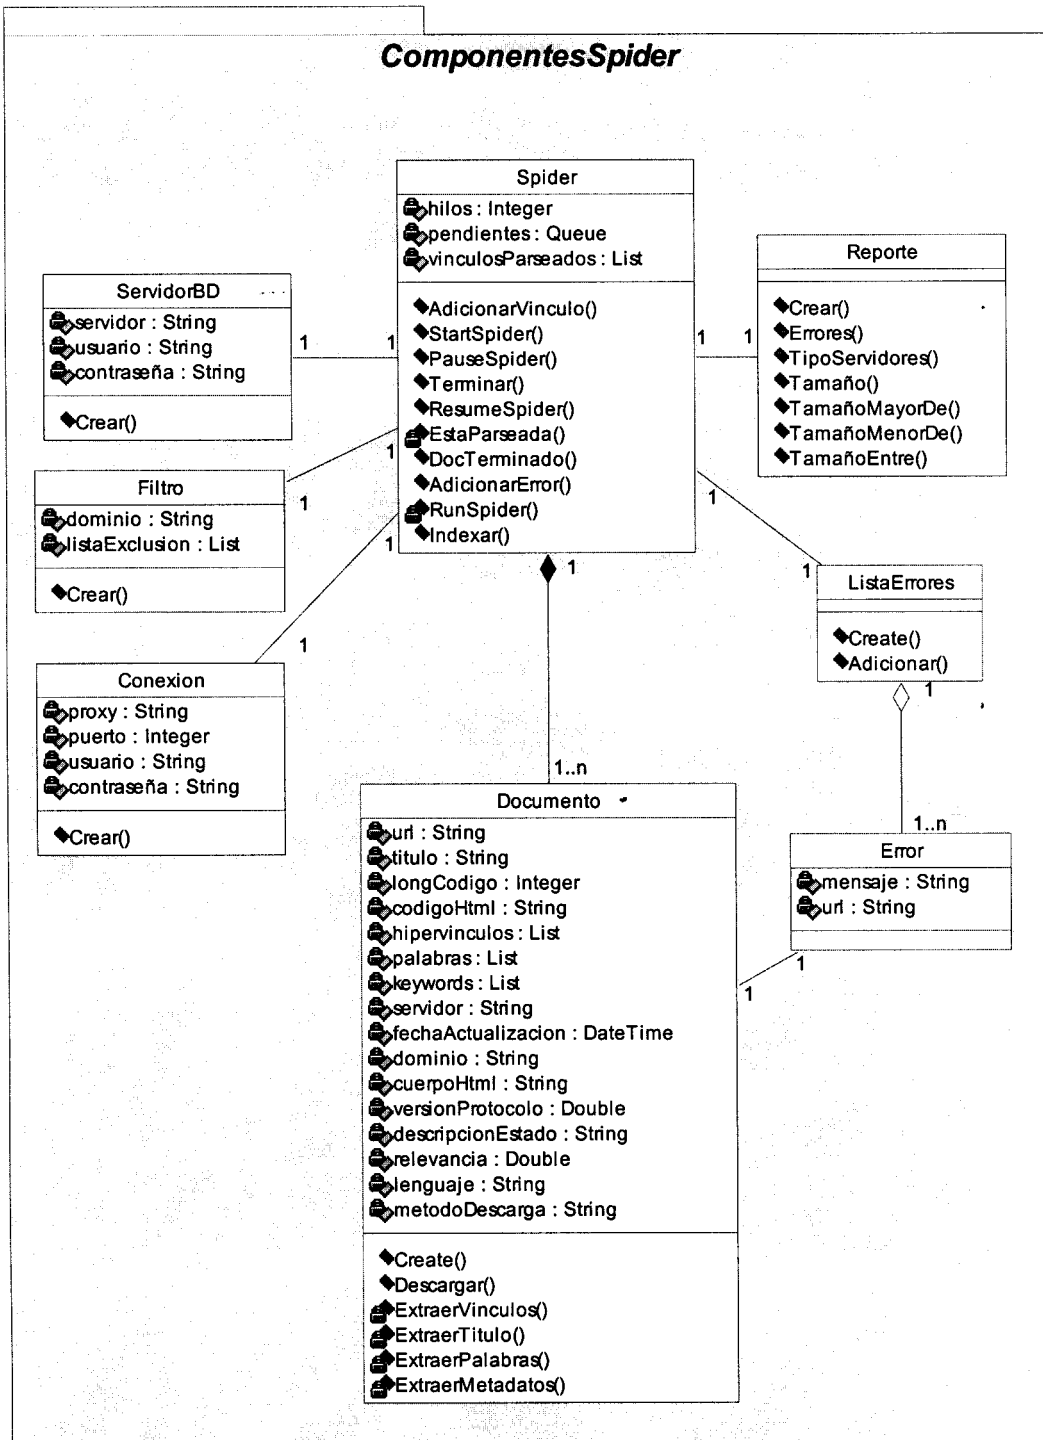 ComponentesSpider
Spider
hilos : Integer
pendientes : Queue
vinculosParseados : List
AdicionarVinculo()
StartSpider()
PauseSpider()
Terminar()
ResumeSpider()
EstaParseada()
DocTerminado()
AdicionarError()
RunSpider()
Indexar()
Reporte
Crear()
Errores()
TipoServidores()
Tamaño()
TamañoMayorDe()
TamañoMenorDe()
TamañoEntre()
ServidorBD
servidor : String
usuario : String
contraseña : String
Crear()
1 1
1 1
Filtro
dominio : String
listaExclusion : List
Crear()
1
1
Conexion
proxy : String
puerto : Integer
usuario : String
contraseña : String
Crear()
1
1
1
1
ListaErrores
Create()
Adicionar()
1
1..n
1
1..n
Documento
url : String
titulo : String
longCodigo : Integer
codigoHtml : String
hipervinculos : List
palabras : List
keywords : List
servidor : String
fechaActualizacion : DateTime
dominio : String
cuerpoHtml : String
versionProtocolo : Double
descripcionEstado : String
relevancia : Double
lenguaje : String
metodoDescarga : String
Create()
Descargar()
ExtraerVinculos()
ExtraerTitulo()
ExtraerPalabras()
ExtraerMetadatos()
Error
mensaje : String
url : String
1
1